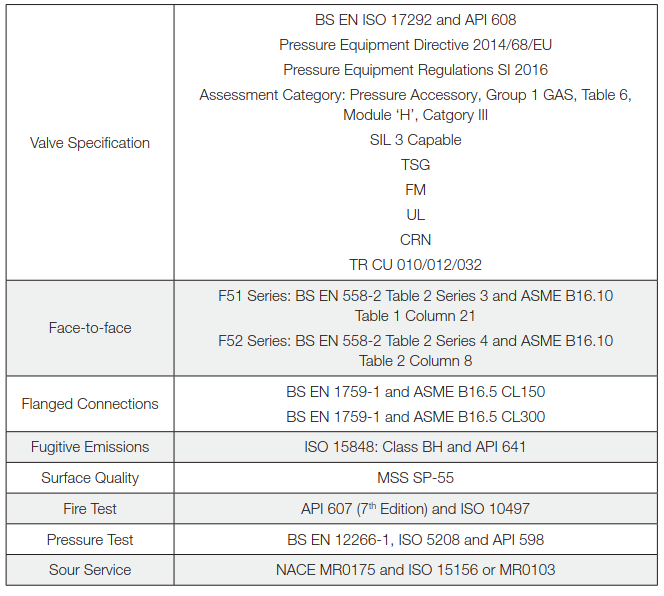 Valve Specification
BS EN ISO 17292 and API 608
Pressure Equipment Directive 2014/68/EU
Pressure Equipment Regulations SI 2016
Assessment Category: Pressure Accessory, Group 1 GAS, Table 6,
Module ‘H’, Catgory III
SIL 3 Capable
TSG
FM
UL
CRN
TR CU 010/012/032
Face-to-face
F51 Series: BS EN 558-2 Table 2 Series 3 and ASME B16.10
Table 1 Column 21
F52 Series: BS EN 558-2 Table 2 Series 4 and ASME B16.10
Table 2 Column 8
Flanged Connections
BS EN 1759-1 and ASME B16.5 CL150
BS EN 1759-1 and ASME B16.5 CL300
Fugitive Emissions
ISO 15848: Class BH and API 641
Surface Quality
MSS SP-55
Fire Test
API 607 (7th Edition) and ISO 10497
Pressure Test
BS EN 12266-1, ISO 5208 and API 598
Sour Service
NACE MR0175 and ISO 15156 or MR0103